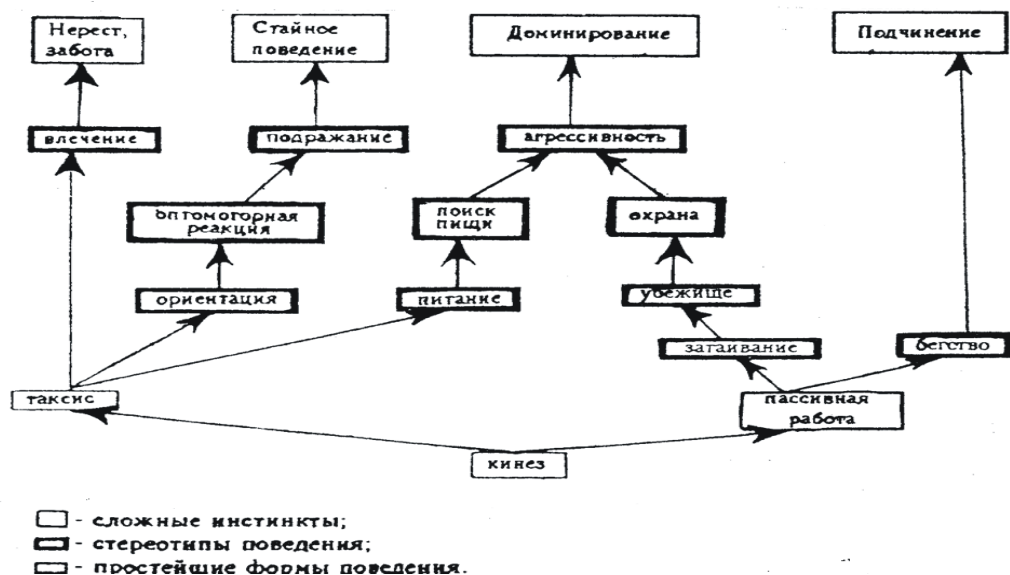 Нерест,
забота
Стайное
поведение
Доминирование
Подчинение
влечение
подражание
агрессивность
оптомоторная
реакция
поиск
пищи
охрана
ориентация
питание
убежище
затаивание
бегство
таксис
пассивная
работа
кинез
- сложные инстинкты;
- стереотипы поведения;
- простейшие формы поведения.